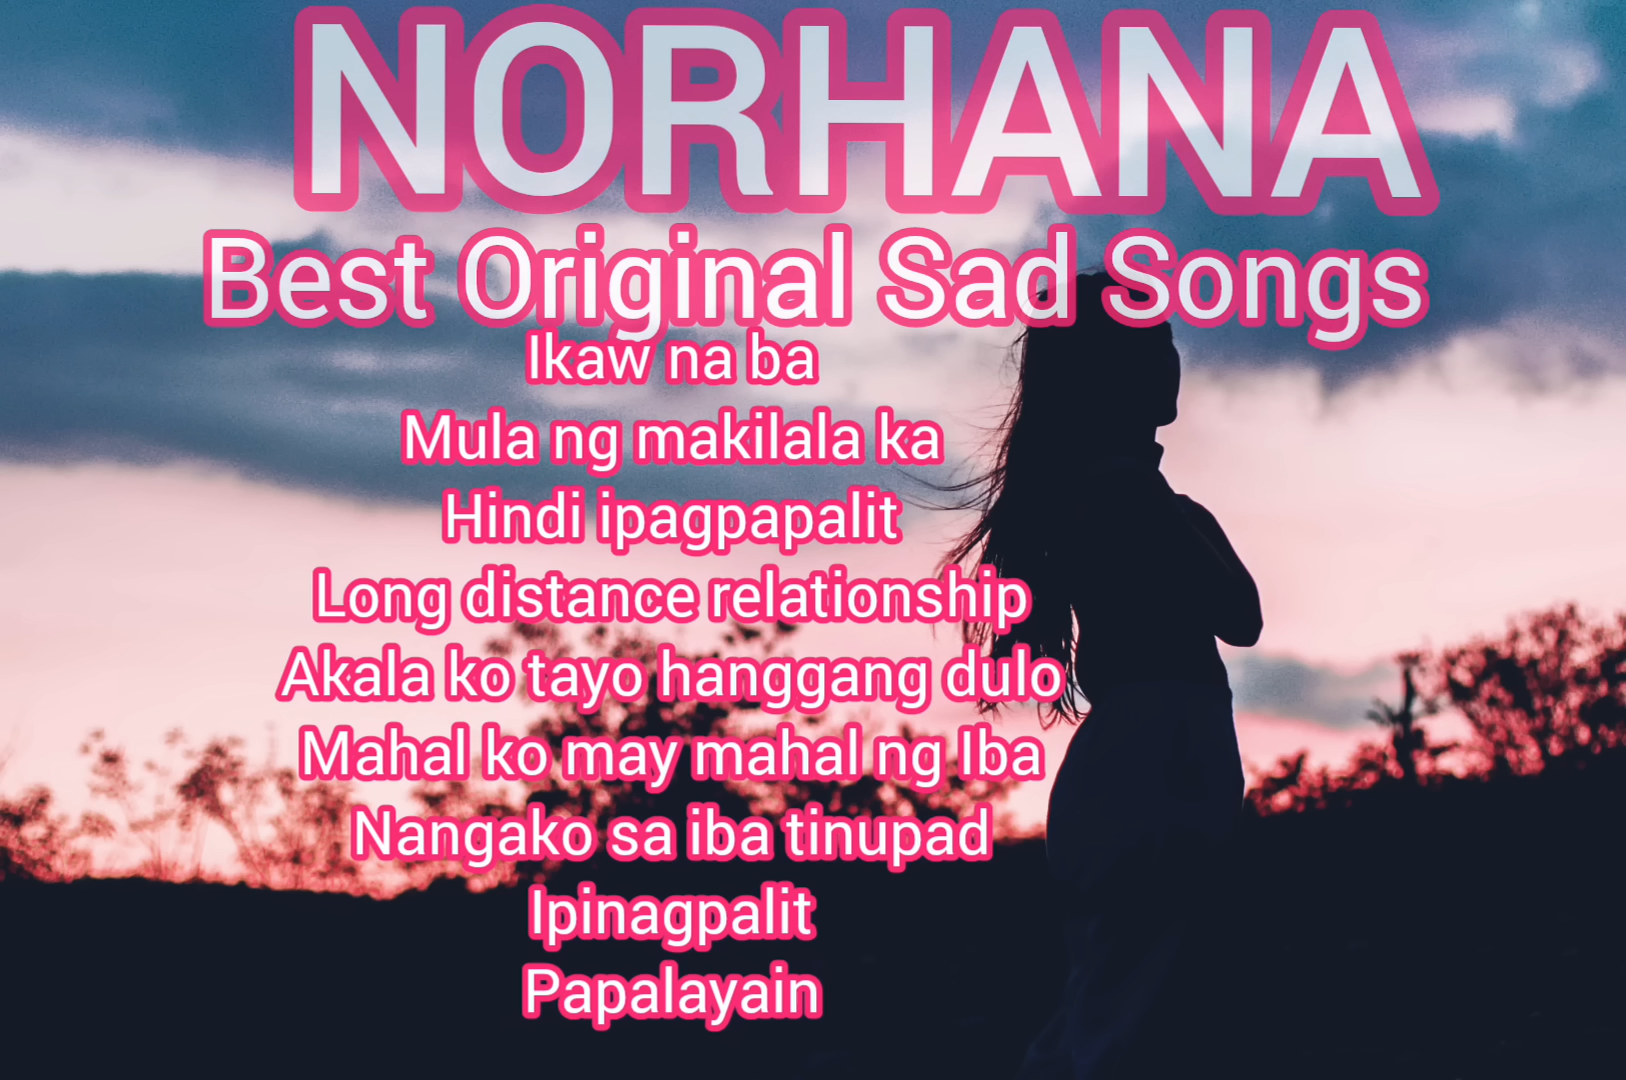 NORHANA
Best Original Sad Songs
Ikaw na ba
Mula ng makilala ka
Hindi ipagpapalit
Long distance relationship
Akala ko tayo hanggang dulo
Mahal ko may mahal ng Iba
Nangako sa iba tinupad
Ipinagpalit
Papalayain